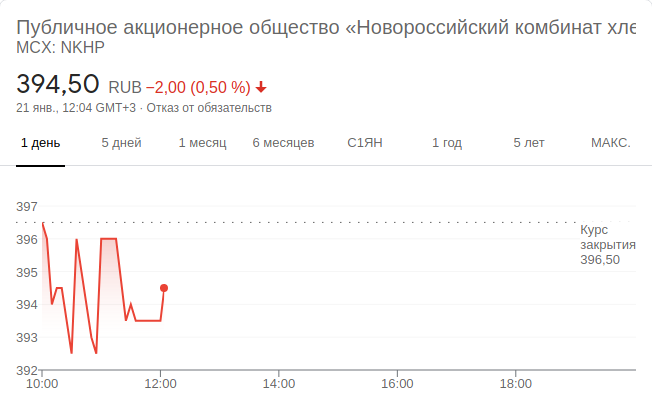 Публичное акционерное общество «Новороссийский комбинат хле
MCX: NKHP
394,50 RUB −2,00 (0,50 %)
21 янв., 12:04 GMT+3 · Отказ от обязательств
1 день 5 дней 1 месяц 6 месяцев С1ЯН 1 год 5 лет МАКС.
397
396
395
394
393
392
Курс
закрытия
396,50
10:00 12:00 14:00 16:00 18:00